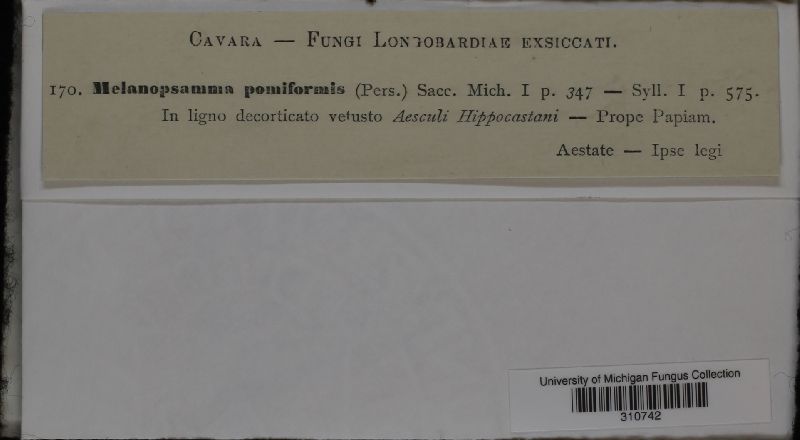 CAVARA — FUNGI LONGOBARDIAE EXSICCATI.
170. Melanopsamma pomiformis (Pers.) Sacc. Mich. I p. 347 — Syll. I p. 575.
In ligno decorticato vetusto Aesculi Hippocastani — Prope Papiam.
Aestate — Ipse legi
University of Michigan Fungus Collection
310742